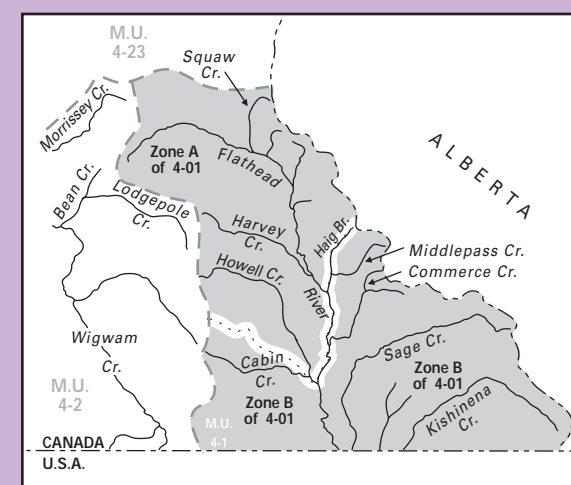 M.U.
4-23
Squaw
Cr.
Morrissey Cr.
ALBERTA
Zone A
of 4-01
Flathead
Bean Cr.
Lodgepole
Cr.
Harvey
Cr.
Haig Br.
Middlepass Cr.
Commerce Cr.
Howell Cr.
River
Wigwam
Cr.
Sage Cr.
Cabin
Cr.
Zone B
of 4-01
M.U.
4-2
Zone B
of 4-01
Kishinena
Cr.
M.U.
4-1
CANADA
U.S.A.